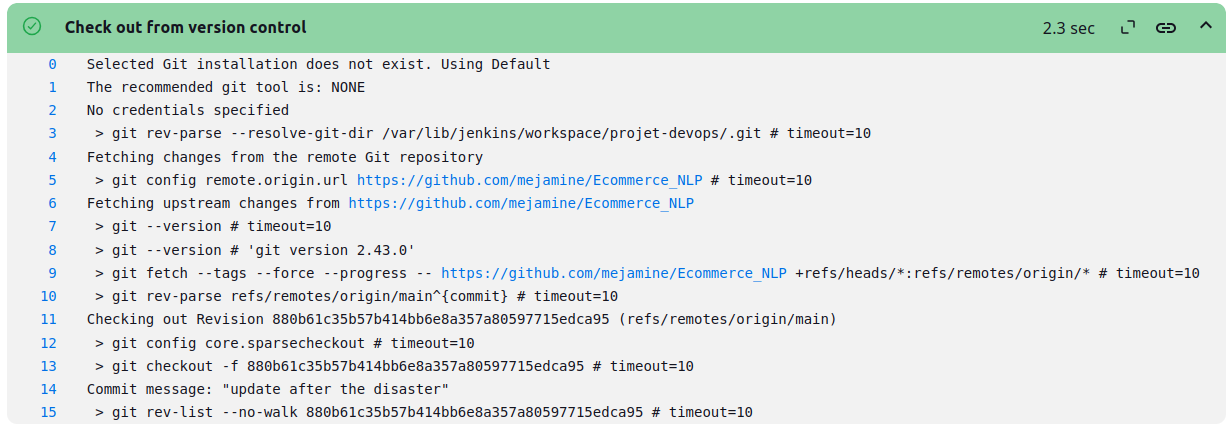 Check out from version control 2.3 sec
0 Selected Git installation does not exist. Using Default
1 The recommended git tool is: NONE
2 No credentials specified
3 > git rev-parse --resolve-git-dir /var/lib/jenkins/workspace/projet-devops/.git # timeout=10
4 Fetching changes from the remote Git repository
5 > git config remote.origin.url https://github.com/mejamine/Ecommerce_NLP # timeout=10
6 Fetching upstream changes from https://github.com/mejamine/Ecommerce_NLP
7 > git --version # timeout=10
8 > git --version # 'git version 2.43.0'
9 > git fetch --tags --force --progress -- https://github.com/mejamine/Ecommerce_NLP +refs/heads/*:refs/remotes/origin/* # timeout=10
10 > git rev-parse refs/remotes/origin/main^{commit} # timeout=10
11 Checking out Revision 880b61c35b57b414bb6e8a357a80597715edca95 (refs/remotes/origin/main)
12 > git config core.sparsecheckout # timeout=10
13 > git checkout -f 880b61c35b57b414bb6e8a357a80597715edca95 # timeout=10
14 Commit message: "update after the disaster"
15 > git rev-list --no-walk 880b61c35b57b414bb6e8a357a80597715edca95 # timeout=10